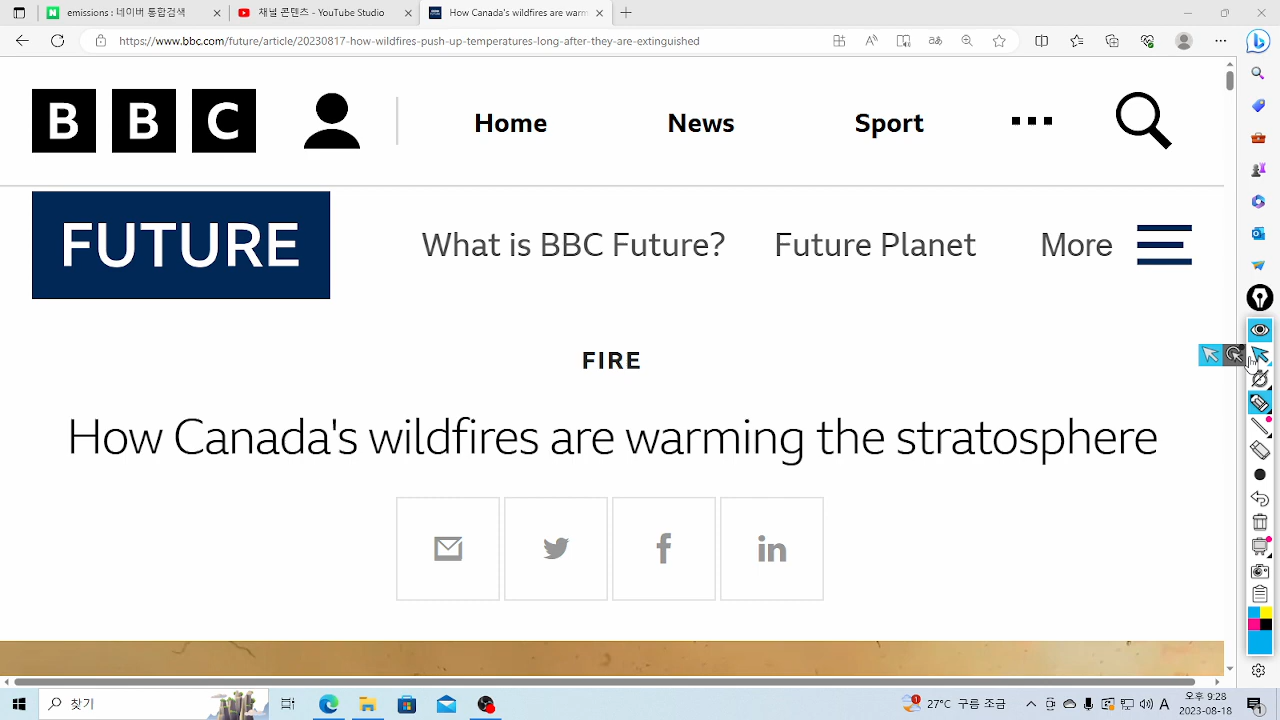 emissions : 네이버 통합검색
채널 콘텐츠 - YouTube Studio
How Canada's wildfires are warm
https://www.bbc.com/future/article/20230817-how-wildfires-push-up-temperatures-long-after-they-are-extinguished
BBC
Home
News
Sport
FUTURE
What is BBC Future?
Future Planet
More
FIRE
How Canada's wildfires are warming the stratosphere
찾기
27°C 구름 조금
A
오후 9:28
2023-08-18